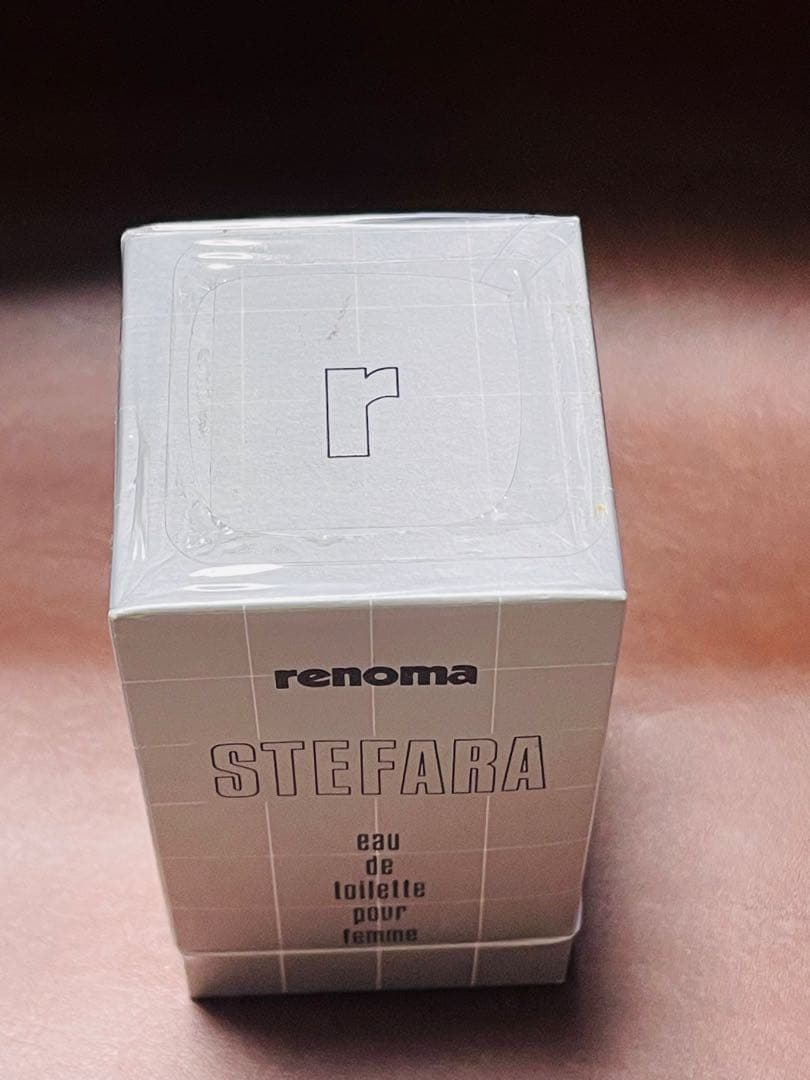 r
renoma
STEFARA
eau
de
toilette
pour
femme